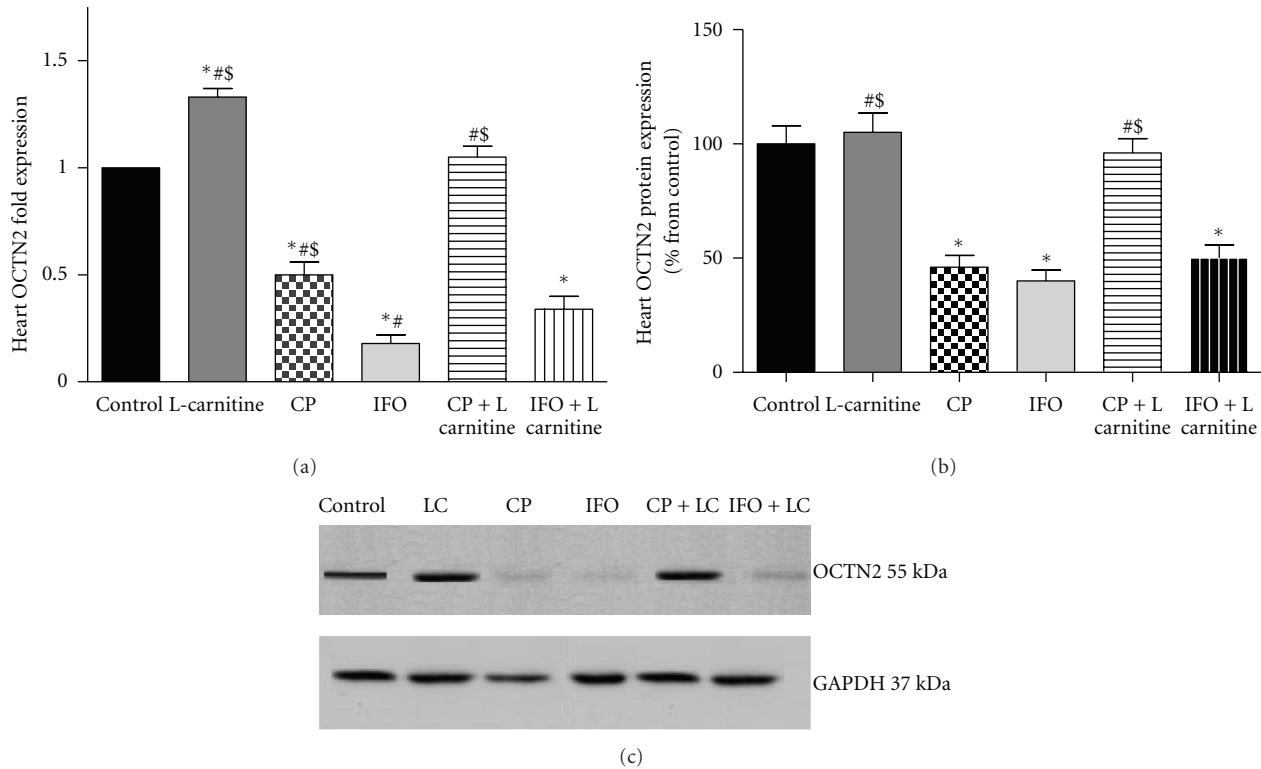 Heart OCTN2 fold expression
1.5
1
0.5
0
*#$
*#$
*#
#$
*
Control L-carnitine CP IFO CP + L carnitine IFO + L carnitine
(a)
Heart OCTN2 protein expression
(% from control)
150
100
50
0
#$
*
*
#$
*
Control L-carnitine CP IFO CP + L carnitine IFO + L carnitine
(b)
Control LC CP IFO CP + LC IFO + LC
OCTN2 55 kDa
GAPDH 37 kDa
(c)